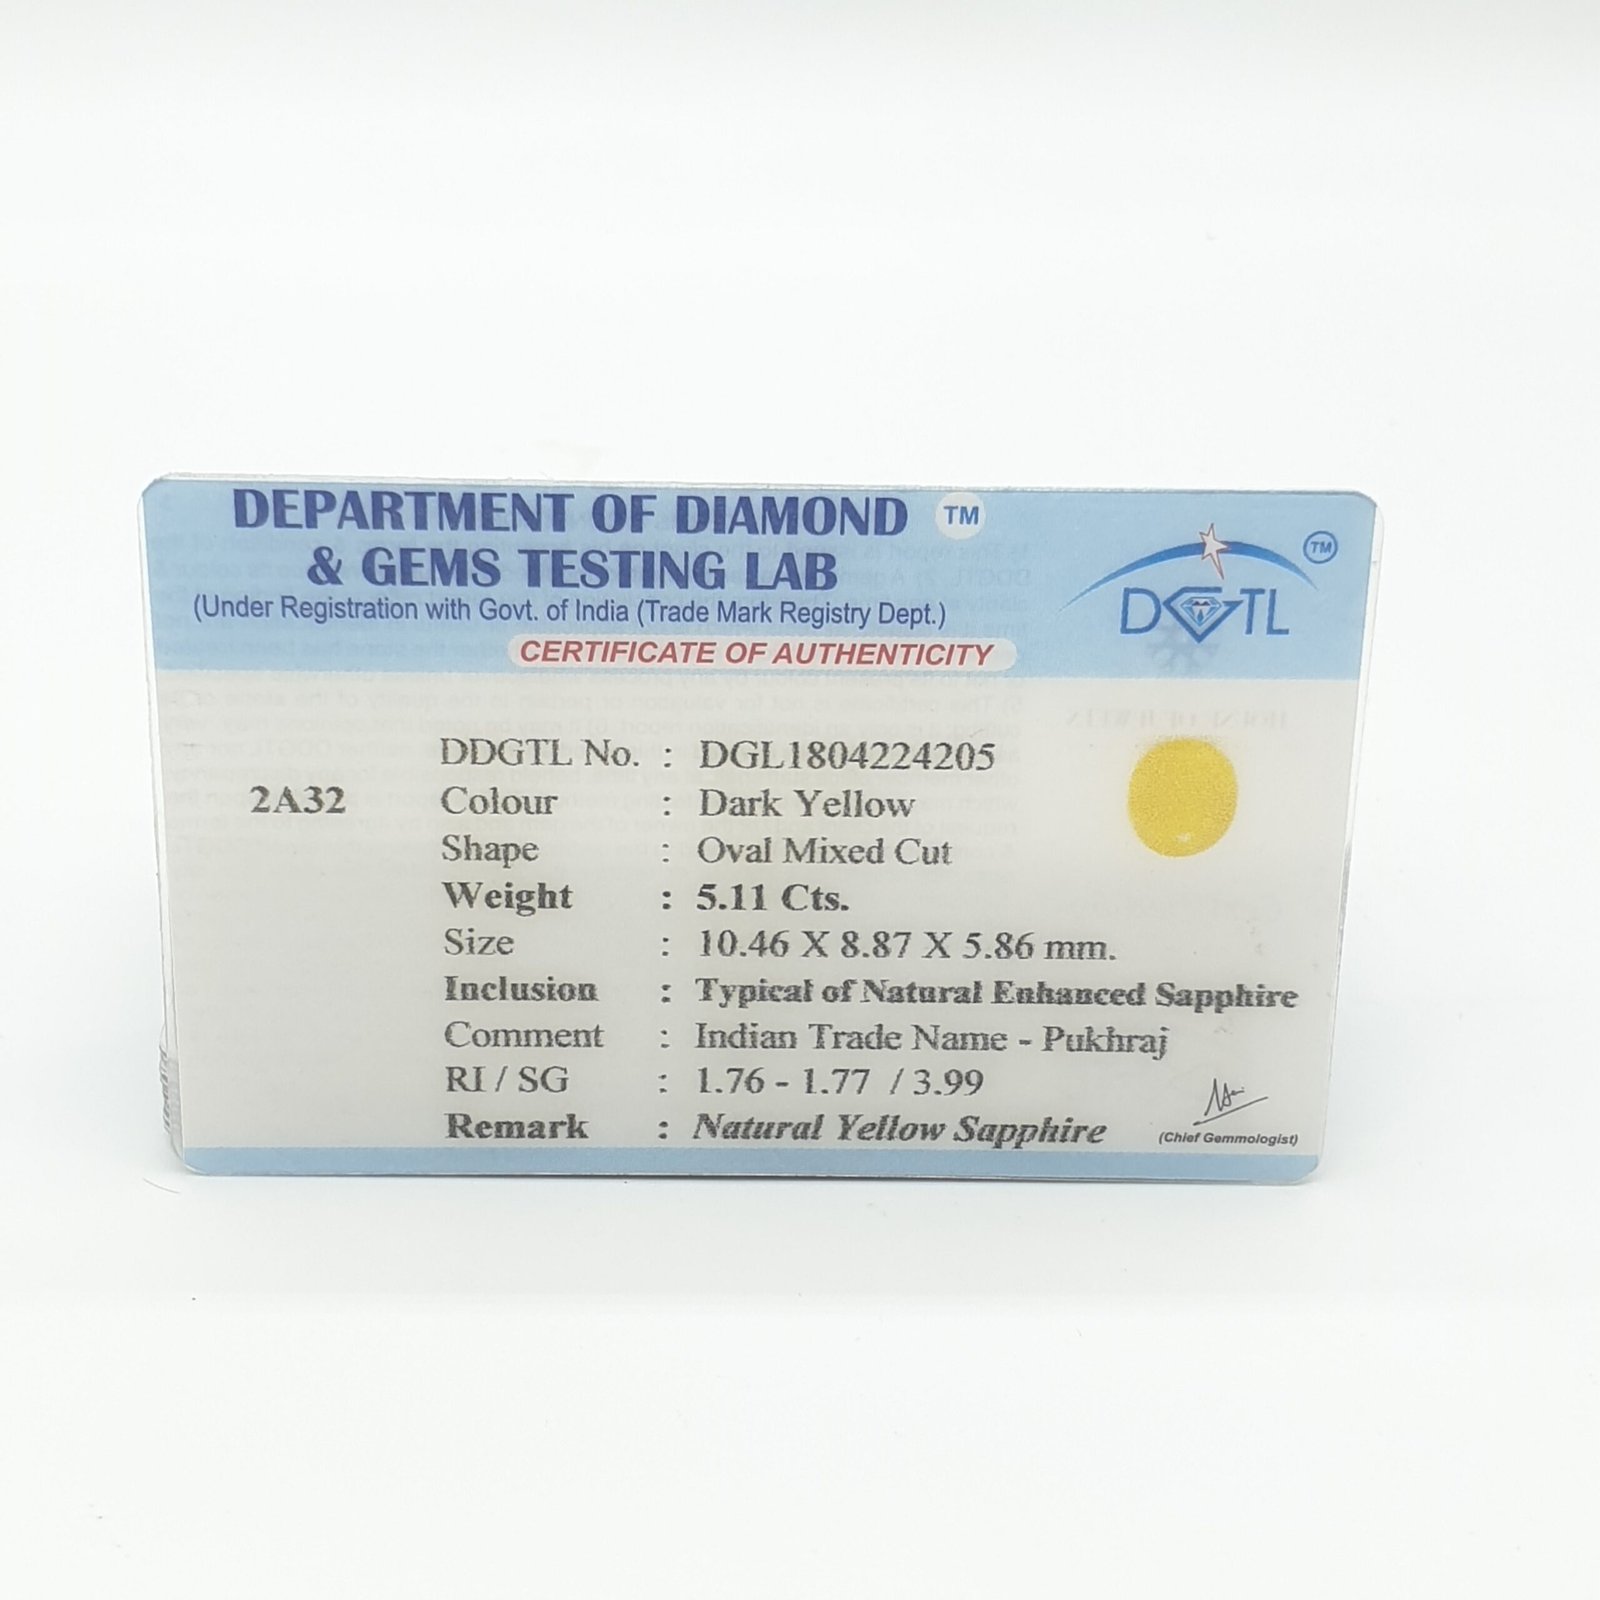 DEPARTMENT OF DIAMOND TM
& GEMS TESTING LAB
(Under Registration with Govt. of India (Trade Mark Registry Dept.)
CERTIFICATE OF AUTHENTICITY
TM
DGTL
DDGTL No. : DGL1804224205
2A32 Colour : Dark Yellow
Shape : Oval Mixed Cut
Weight : 5.11 Cts.
Size : 10.46 X 8.87 X 5.86 mm.
Inclusion : Typical of Natural Enhanced Sapphire
Comment : Indian Trade Name - Pukhraj
RI / SG : 1.76 - 1.77 / 3.99
Remark : Natural Yellow Sapphire
(Chief Gemmologist)